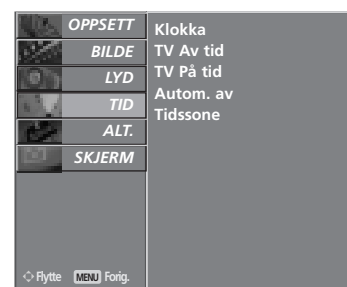 OPPSETT
BILDE
LYD
TID
ALT.
SKJERM
Klokka
TV Av tid
TV På tid
Autom. av
Tidssone
Flytte MENU Forig.